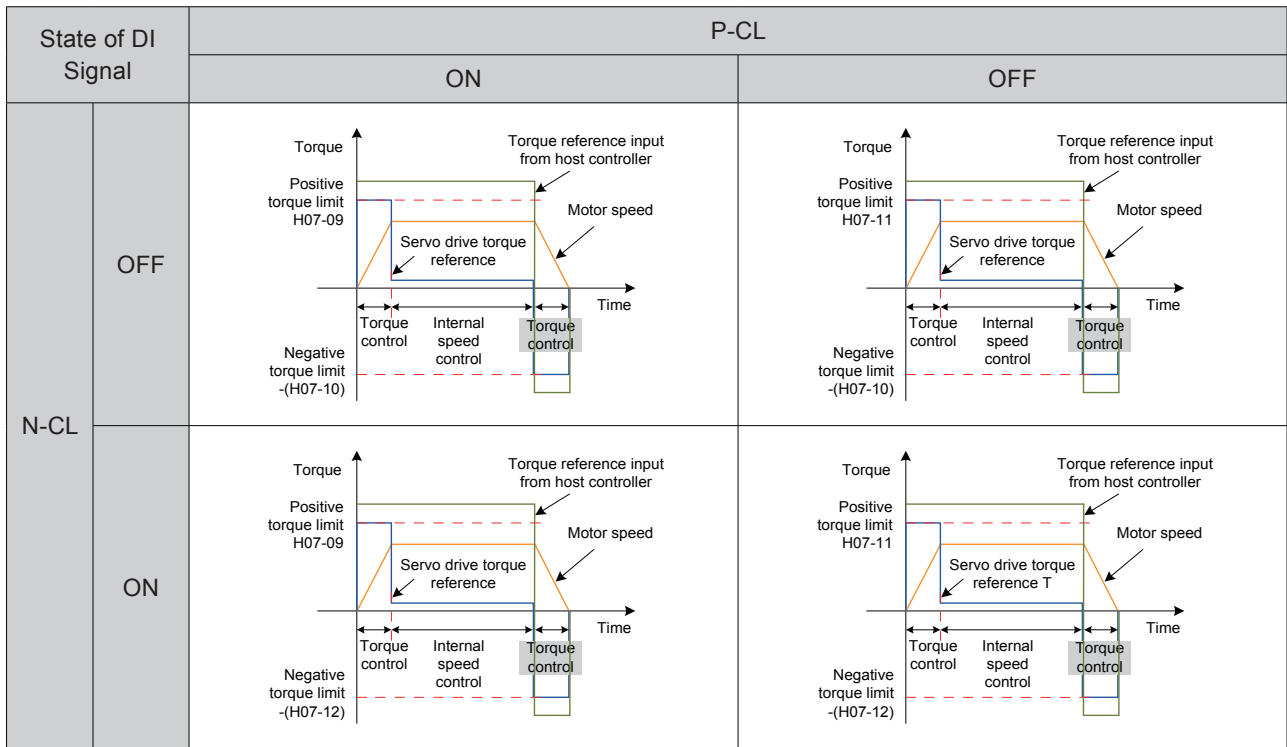 State of DI
Signal
P-CL
ON
OFF
N-CL
OFF
Torque
Torque reference input
from host controller
Positive
torque limit
H07-09
Motor speed
Servo drive torque
reference
Time
Torque
control
Internal
speed
control
Torque
control
Negative
torque limit
-(H07-10)
Torque
Torque reference input
from host controller
Positive
torque limit
H07-11
Motor speed
Servo drive torque
reference
Time
Torque
control
Internal
speed
control
Torque
control
Negative
torque limit
-(H07-10)
ON
Torque
Torque reference input
from host controller
Positive
torque limit
H07-09
Motor speed
Servo drive torque
reference
Time
Torque
control
Internal
speed
control
Torque
control
Negative
torque limit
-(H07-12)
Torque
Torque reference input
from host controller
Positive
torque limit
H07-11
Motor speed
Servo drive torque
reference T
Time
Torque
control
Internal
speed
control
Torque
control
Negative
torque limit
-(H07-12)